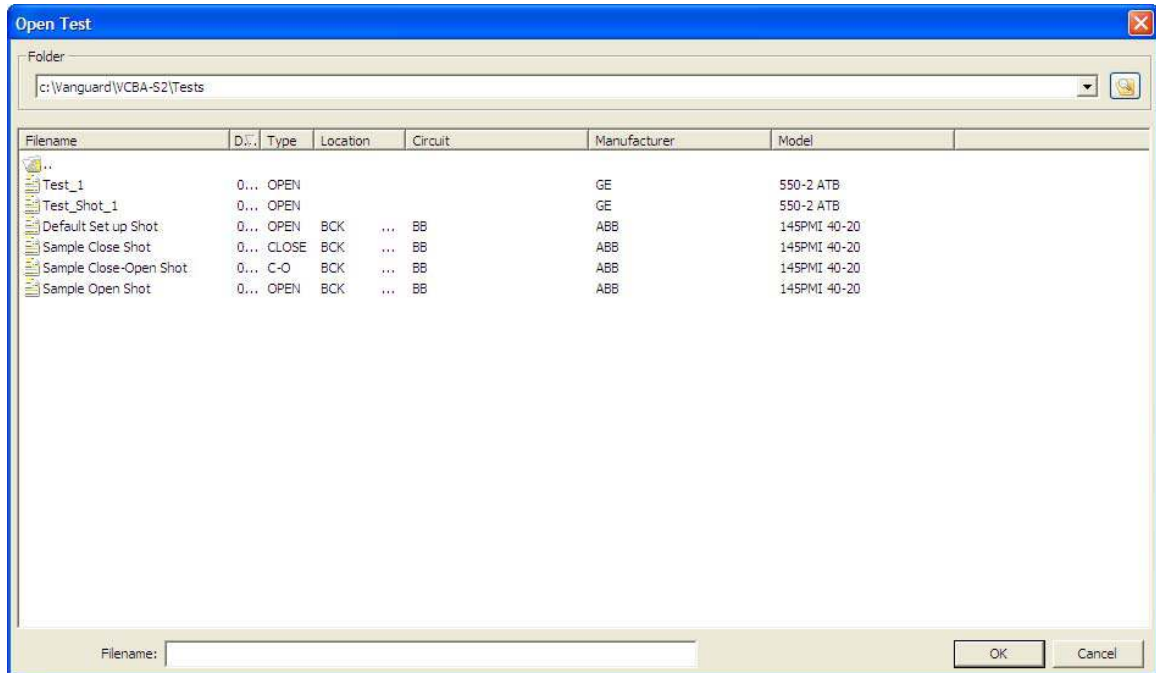 Open Test
Folder
c:\Vanguard\VCBA-S2\Tests
Filename D... Type Location Circuit Manufacturer Model
..
Test_1 0... OPEN GE 550-2 ATB
Test_Shot_1 0... OPEN GE 550-2 ATB
Default Set up Shot 0... OPEN BCK ... BB ABB 145PMI 40-20
Sample Close Shot 0... CLOSE BCK ... BB ABB 145PMI 40-20
Sample Close-Open Shot 0... C-O BCK ... BB ABB 145PMI 40-20
Sample Open Shot 0... OPEN BCK ... BB ABB 145PMI 40-20
Filename: OK Cancel